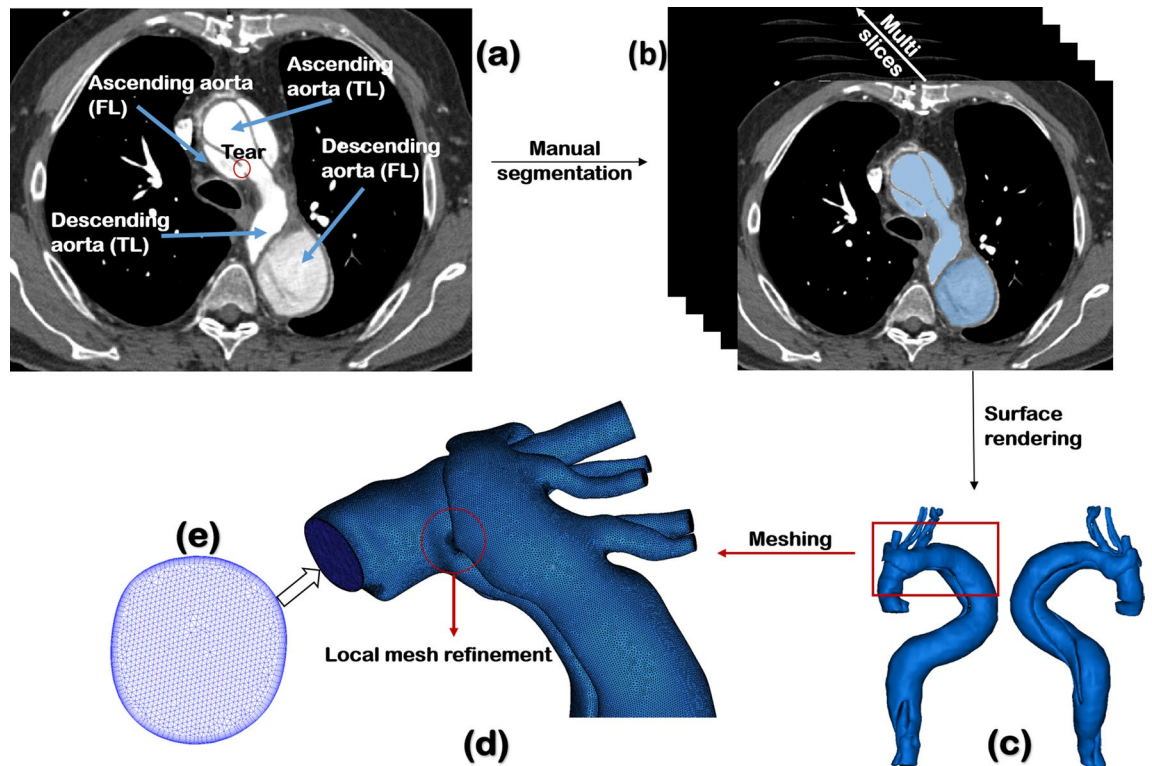 (a)
Ascending aorta
(FL)
Ascending
aorta (TL)
Tear
Descending
aorta (FL)
Descending
aorta (TL)
Manual
segmentation
(b)
Multi
slices
Surface
rendering
(c)
Meshing
(d)
Local mesh refinement
(e)